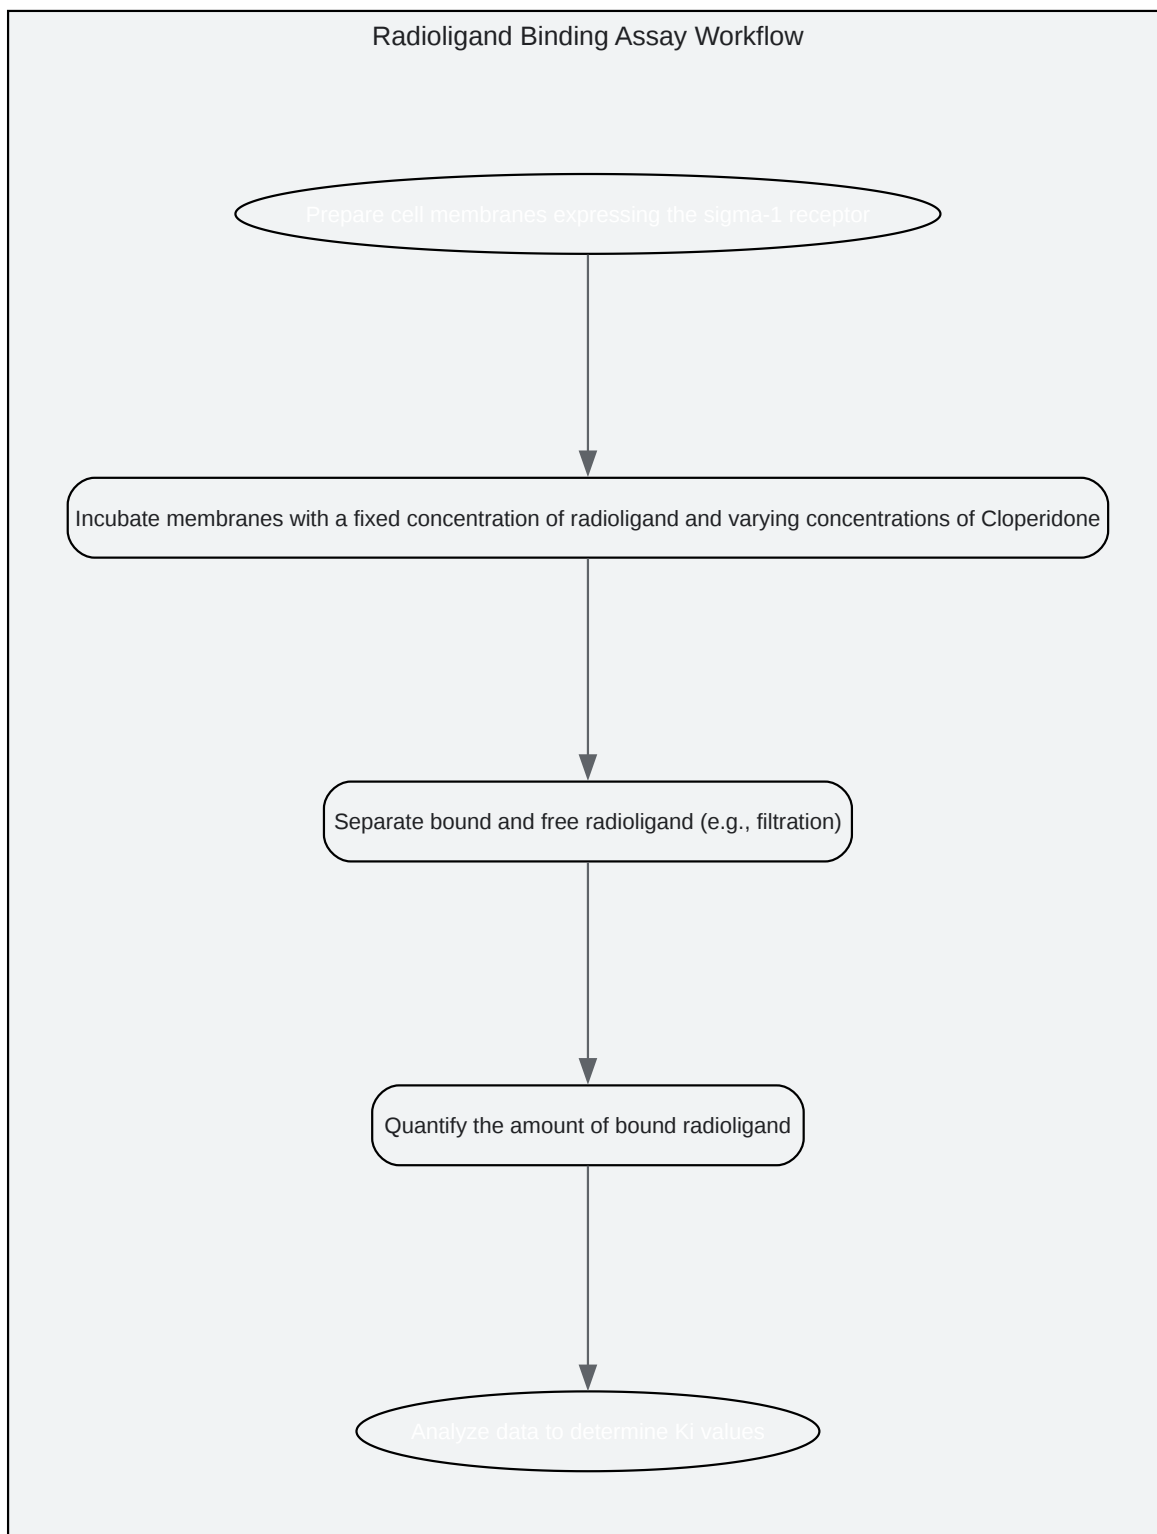 Radioligand Binding Assay Workflow
Prepare cell membranes expressing the sigma-1 receptor
Incubate membranes with a fixed concentration of radioligand and varying concentrations of Cloperidone
Separate bound and free radioligand (e.g., filtration)
Quantify the amount of bound radioligand
Analyze data to determine Ki values